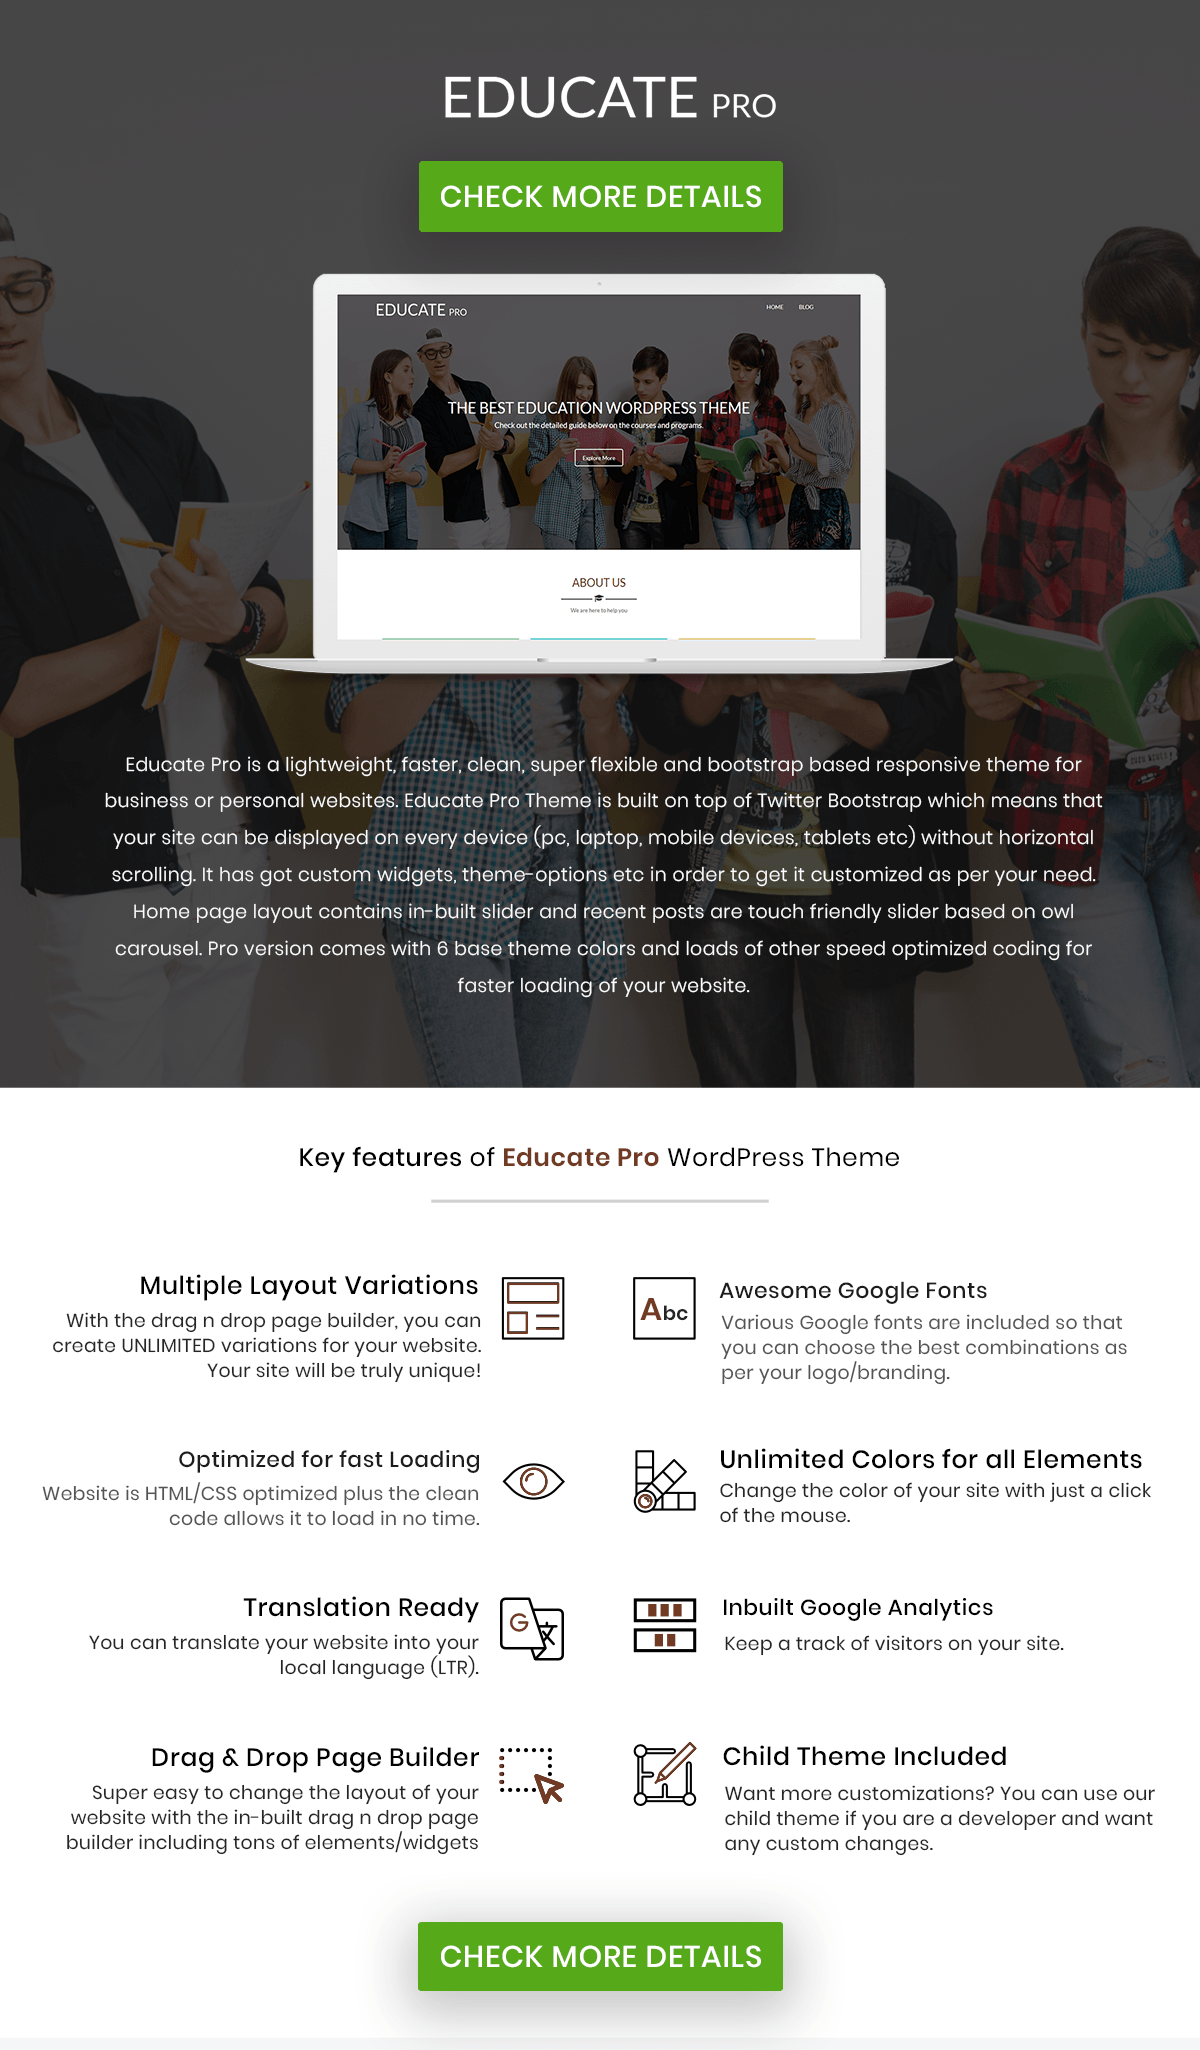 EDUCATE PRO
CHECK MORE DETAILS
EDUCATE PRO
HOME BLOG
THE BEST EDUCATION WORDPRESS THEME
Check out the detailed guide below on the courses and programs.
Explore More
ABOUT US
We are here to help you
Educate Pro is a lightweight, faster, clean, super flexible and bootstrap based responsive theme for
business or personal websites. Educate Pro Theme is built on top of Twitter Bootstrap which means that
your site can be displayed on every device (pc, laptop, mobile devices, tablets etc) without horizontal
scrolling. It has got custom widgets, theme-options etc in order to get it customized as per your need.
Home page layout contains in-built slider and recent posts are touch friendly slider based on owl
carousel. Pro version comes with 6 base theme colors and loads of other speed optimized coding for
faster loading of your website.
Key features of Educate Pro WordPress Theme
Multiple Layout Variations
With the drag n drop page builder, you can
create UNLIMITED variations for your website.
Your site will be truly unique!
Abc
Awesome Google Fonts
Various Google fonts are included so that
you can choose the best combinations as
per your logo/branding.
Optimized for fast Loading
Website is HTML/CSS optimized plus the clean
code allows it to load in no time.
Unlimited Colors for all Elements
Change the color of your site with just a click
of the mouse.
Translation Ready
You can translate your website into your
local language (LTR).
G 文
Inbuilt Google Analytics
Keep a track of visitors on your site.
Drag & Drop Page Builder
Super easy to change the layout of your
website with the in-built drag n drop page
builder including tons of elements/widgets
Child Theme Included
Want more customizations? You can use our
child theme if you are a developer and want
any custom changes.
CHECK MORE DETAILS